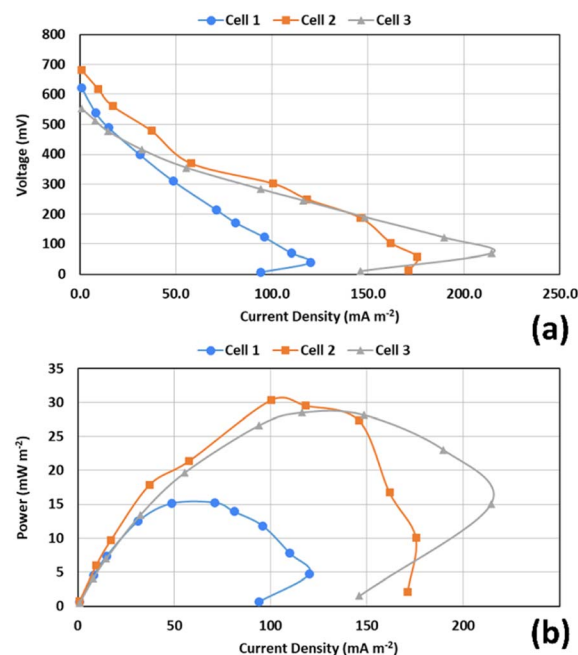 Cell 1 Cell 2 Cell 3
800
700
600
500
400
300
200
100
0
Voltage (mV)
0.0 50.0 100.0 150.0 200.0 250.0
Current Density (mA m-2)
(a)
Cell 1 Cell 2 Cell 3
35
30
25
20
15
10
5
0
Power (mW m-2)
0 50 100 150 200
Current Density (mA m-2)
(b)